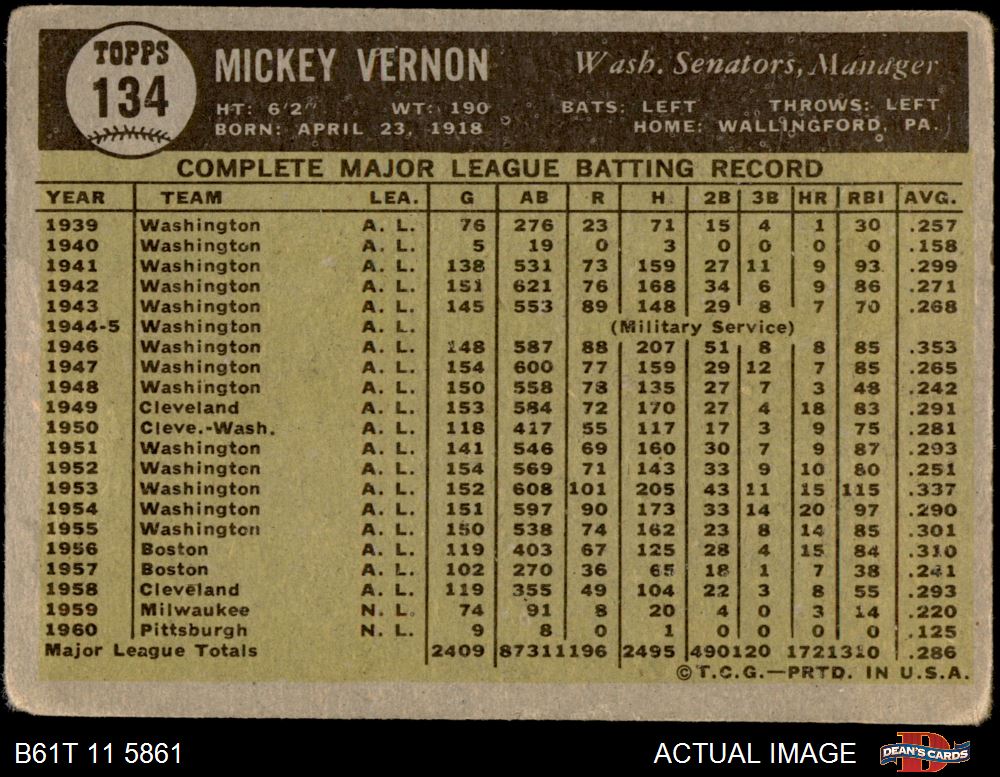 TOPPS
134
MICKEY VERNON
Wash. Senators, Manager
HT: 6'2" WT: 190 BATS: LEFT THROWS: LEFT
BORN: APRIL 23, 1918 HOME: WALLINGFORD, PA.
COMPLETE MAJOR LEAGUE BATTING RECORD
YEAR TEAM LEA. G AB R H 2B 3B HR RBI AVG.
1939 Washington A. L. 76 276 23 71 15 4 1 30 .257
1940 Washington A. L. 5 19 0 3 0 0 0 0 .158
1941 Washington A. L. 138 531 73 159 27 11 9 93 .299
1942 Washington A. L. 151 621 76 168 34 6 9 86 .271
1943 Washington A. L. 145 553 89 148 29 8 7 70 .268
1944-5 Washington A. L. (Military Service)
1946 Washington A. L. 148 587 88 207 51 8 8 85 .353
1947 Washington A. L. 154 600 77 159 29 12 7 85 .265
1948 Washington A. L. 150 558 78 135 27 7 3 48 .242
1949 Cleveland A. L. 153 584 72 170 27 4 18 83 .291
1950 Cleve.-Wash. A. L. 118 417 55 117 17 3 9 75 .281
1951 Washington A. L. 141 546 69 160 30 7 9 87 .293
1952 Washington A. L. 154 569 71 143 33 9 10 80 .251
1953 Washington A. L. 152 608 101 205 43 11 15 115 .337
1954 Washington A. L. 151 597 90 173 33 14 20 97 .290
1955 Washington A. L. 150 538 74 162 23 8 14 85 .301
1956 Boston A. L. 119 403 67 125 28 4 15 84 .310
1957 Boston A. L. 102 270 36 65 18 1 7 38 .241
1958 Cleveland A. L. 119 355 49 104 22 3 8 55 .293
1959 Milwaukee N. L. 74 91 8 20 4 0 3 14 .220
1960 Pittsburgh N. L. 9 8 0 1 0 0 0 0 .125
Major League Totals 2409 8731 1196 2495 490 120 172 1310 .286
©T.C.G.—PRTD. IN U.S.A.
B61T 11 5861 ACTUAL IMAGE DEAN'S CARDS